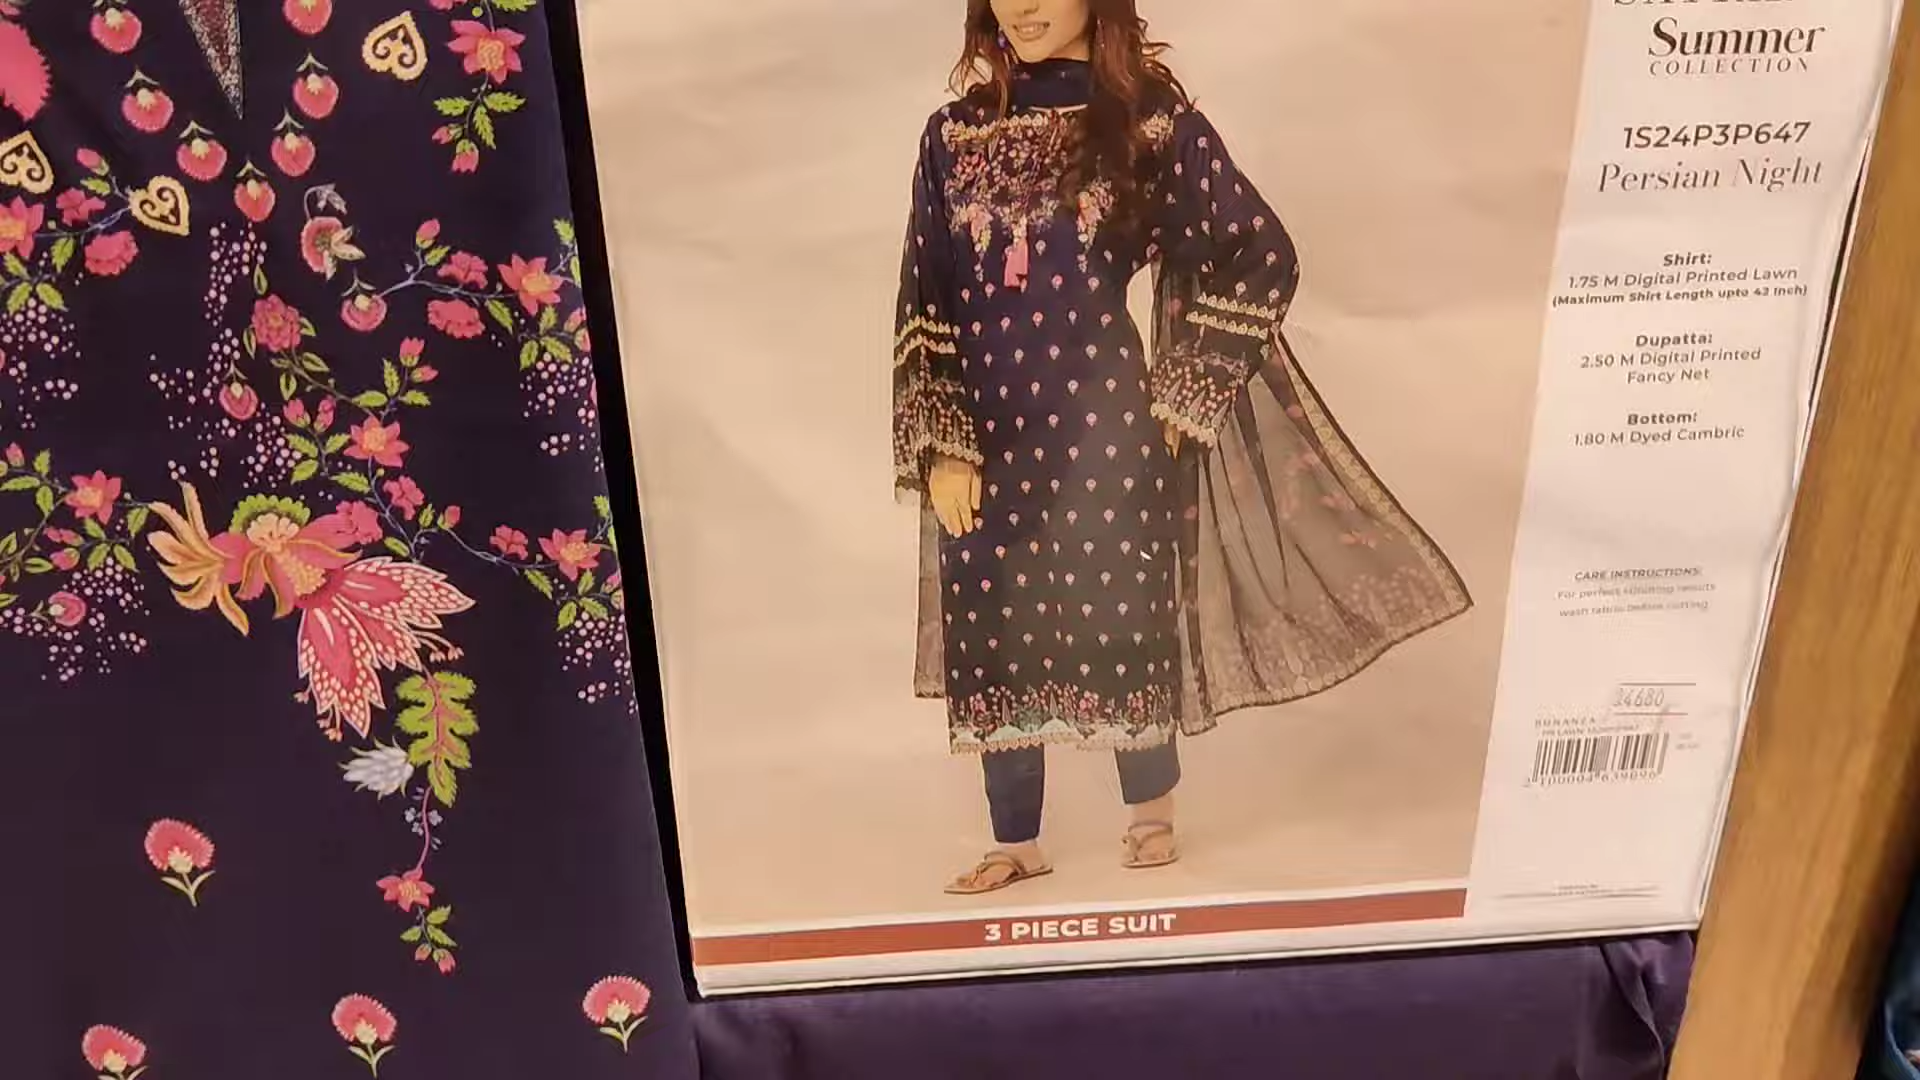 Summer
COLLECTION
1S24P3P647
Persian Night
Shirt:
1.75 M Digital Printed Lawn
(Maximum Shirt Length upto 42 Inch)
Dupatta:
2.50 M Digital Printed
Fancy Net
Bottom:
1.80 M Dyed Cambric
CARE INSTRUCTIONS:
For perfect stitching results
wash fabric before cutting
BONANZA
3 PIECE SUIT